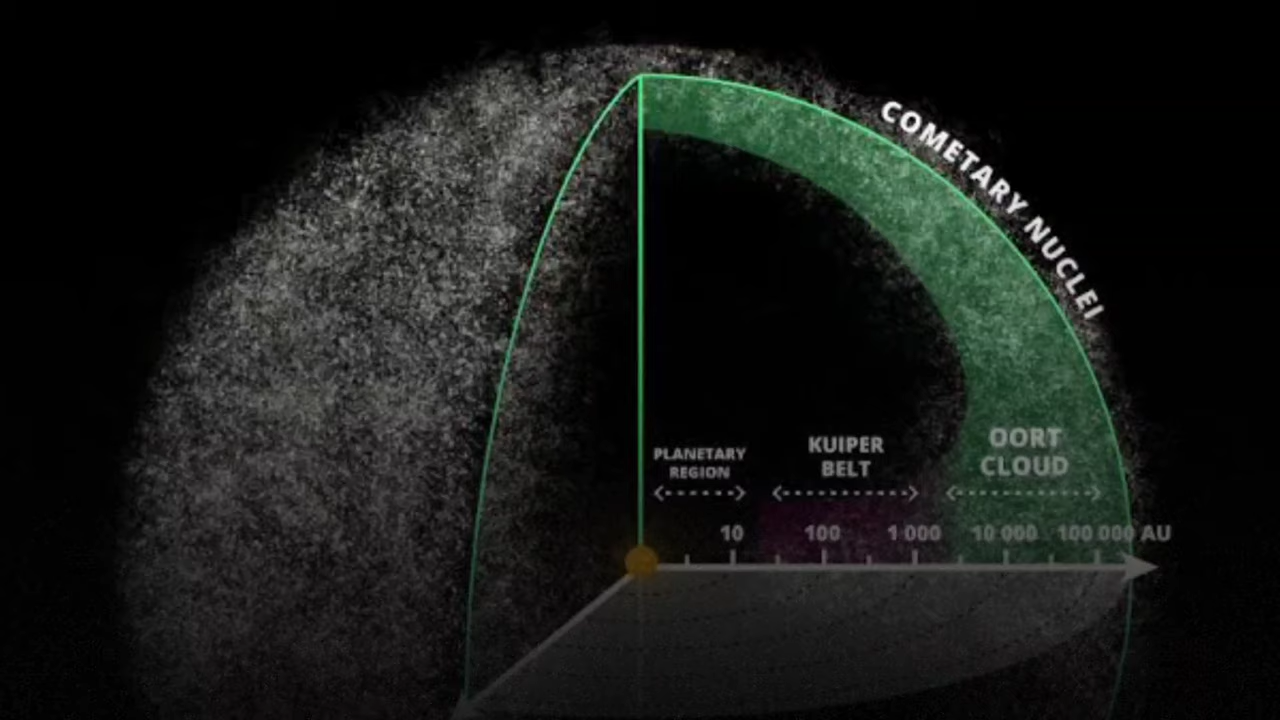 COMETARY NUCLEI
PLANETARY
REGION
KUIPER
BELT
OORT
CLOUD
10 100 1 000 10 000 100 000 AU